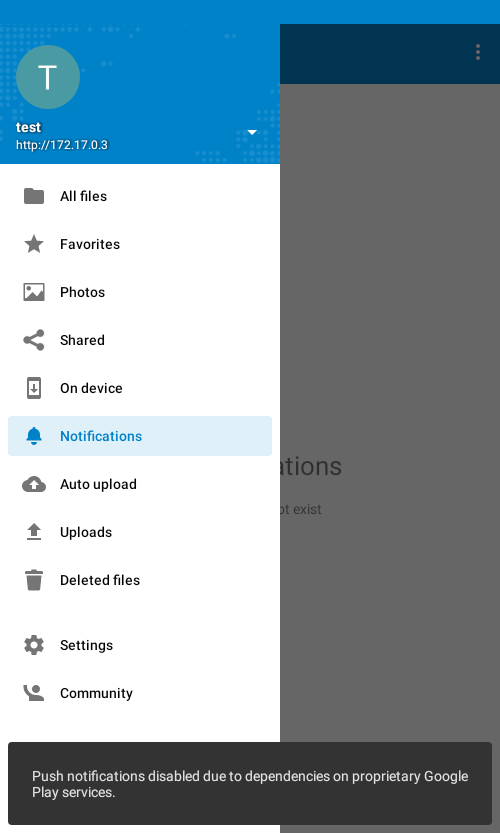 T
test
http://172.17.0.3
All files
Favorites
Photos
Shared
On device
Notifications
Auto upload
Uploads
Deleted files
Settings
Community
ations
ot exist
Push notifications disabled due to dependencies on proprietary Google
Play services.